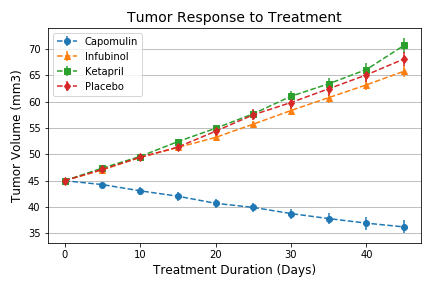 Tumor Response to Treatment
Capomulin
Infubinol
Ketapril
Placebo
Tumor Volume (mm3)
70
65
60
55
50
45
40
35
0
10
20
30
40
Treatment Duration (Days)